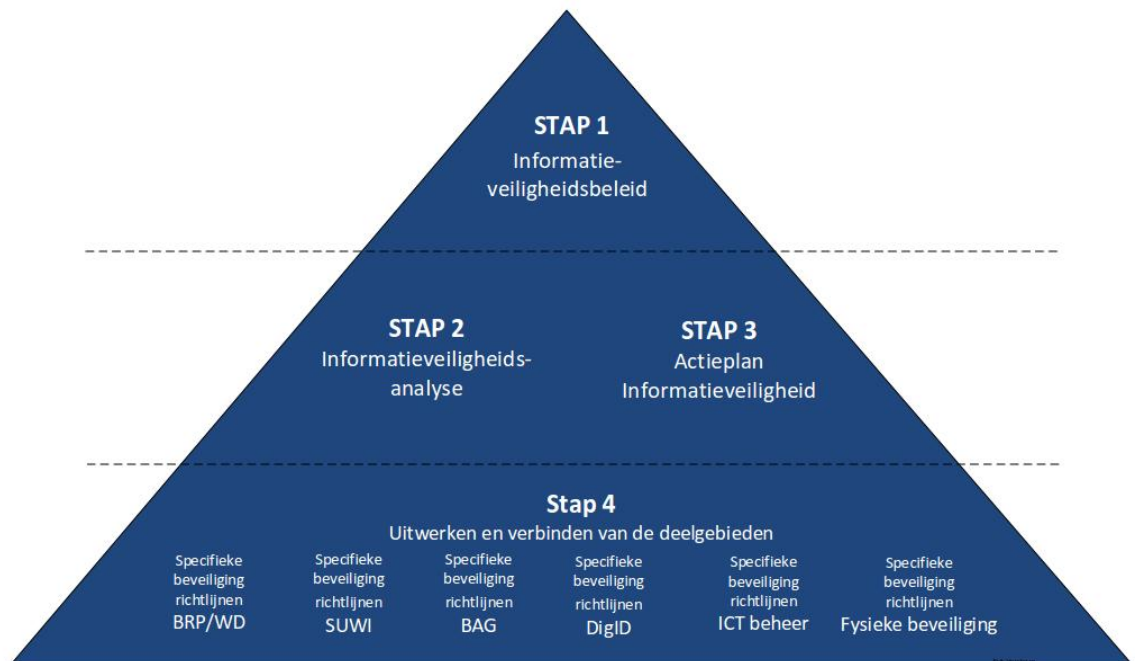 STAP 1
Informatie-
veiligheidsbeleid
STAP 2
Informatieveiligheids-
analyse
STAP 3
Actieplan
Informatieveiligheid
Stap 4
Uitwerken en verbinden van de deelgebieden
Specifieke
beveiliging
richtlijnen
BRP/WD
Specifieke
beveiliging
richtlijnen
SUWI
Specifieke
beveiliging
richtlijnen
BAG
Specifieke
beveiliging
richtlijnen
DigID
Specifieke
beveiliging
richtlijnen
ICT beheer
Specifieke
beveiliging
richtlijnen
Fysieke beveiliging